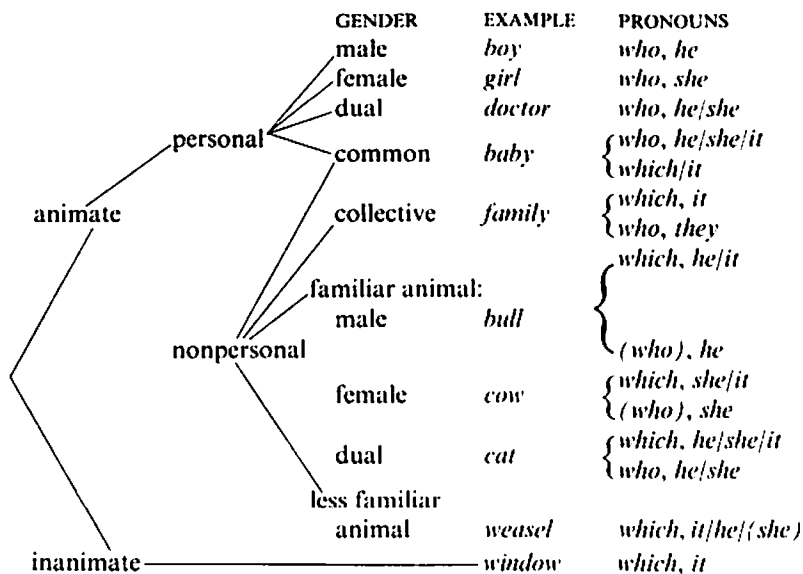 GENDER EXAMPLE PRONOUNS
male boy who, he
female girl who, she
dual doctor who, he/she
personal
common baby who, he/she/it
which/it
animate
collective family which, it
who, they
which, he/it
familiar animal:
male bull
nonpersonal
(who), he
female cow which, she/it
(who), she
dual cat which, he/she/it
who, he/she
less familiar
animal weasel which, it/he/(she)
inanimate window which, it